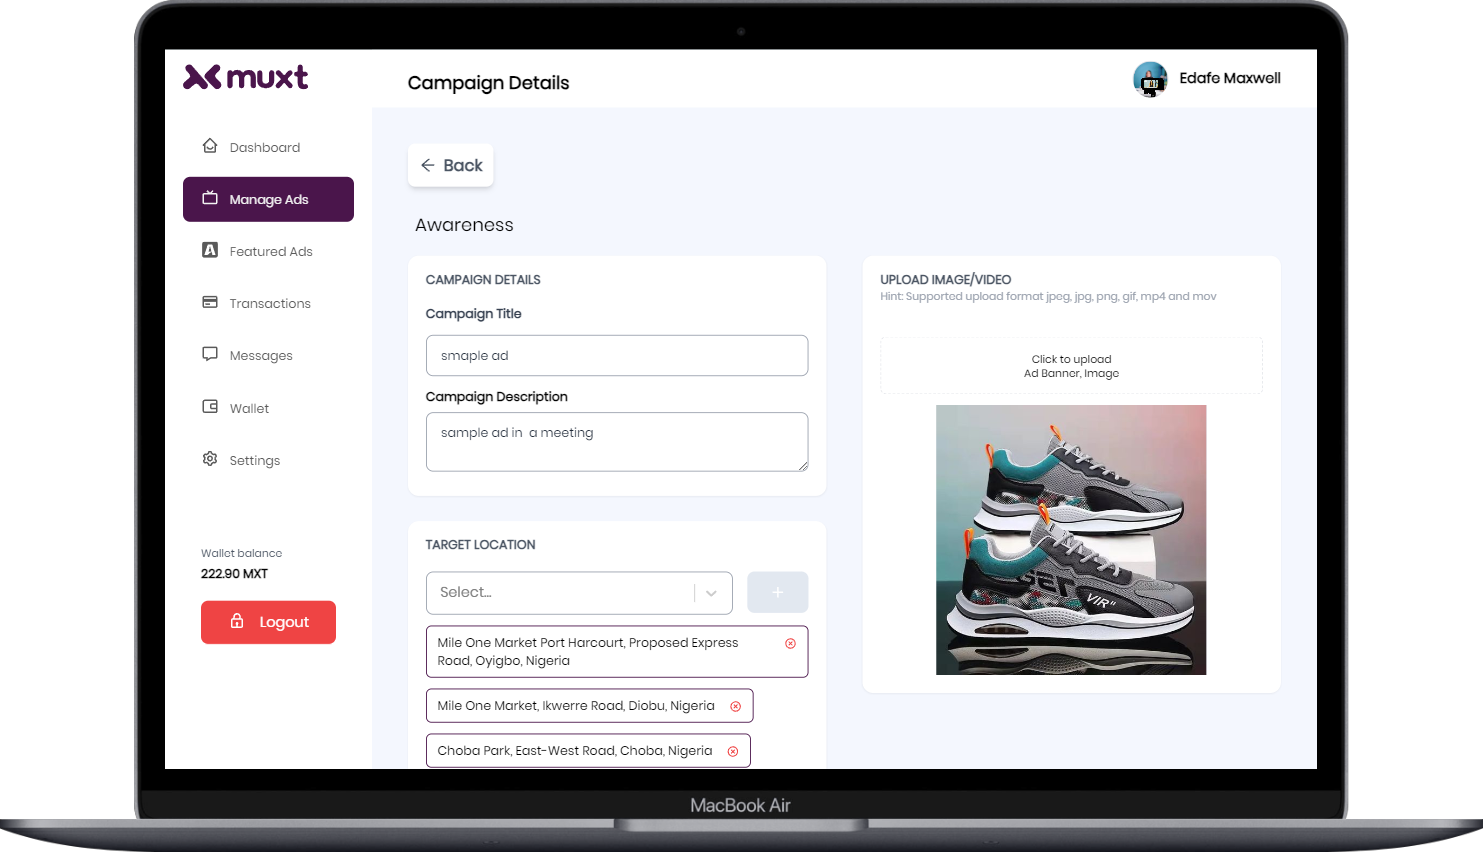 muxt
Campaign Details
Edafe Maxwell
Dashboard
Manage Ads
Featured Ads
Transactions
Messages
Wallet
Settings
Wallet balance
222.90 MXT
Logout
Back
Awareness
CAMPAIGN DETAILS
Campaign Title
smaple ad
Campaign Description
sample ad in a meeting
TARGET LOCATION
Select...
Mile One Market Port Harcourt, Proposed Express
Road, Oyigbo, Nigeria
Mile One Market, Ikwerre Road, Diobu, Nigeria
Choba Park, East-West Road, Choba, Nigeria
UPLOAD IMAGE/VIDEO
Hint: Supported upload format jpeg, jpg, png, gif, mp4 and mov
Click to upload
Ad Banner, Image
VIR"
MacBook Air